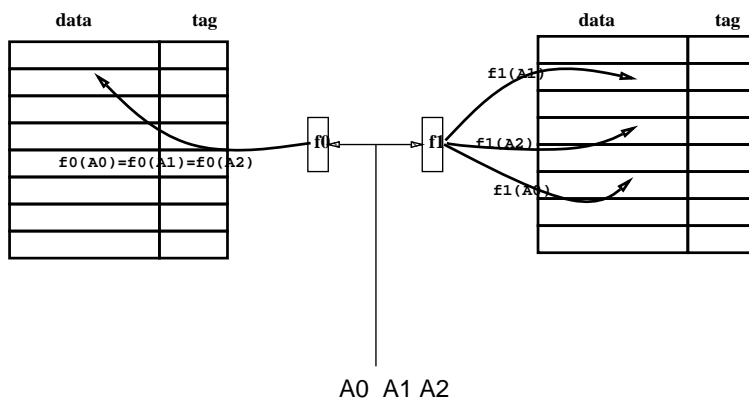 data tag
data tag
f1(A1)
f0 f1
f1(A2)
f0(A0)=f0(A1)=f0(A2)
f1(A0)
A0 A1 A2